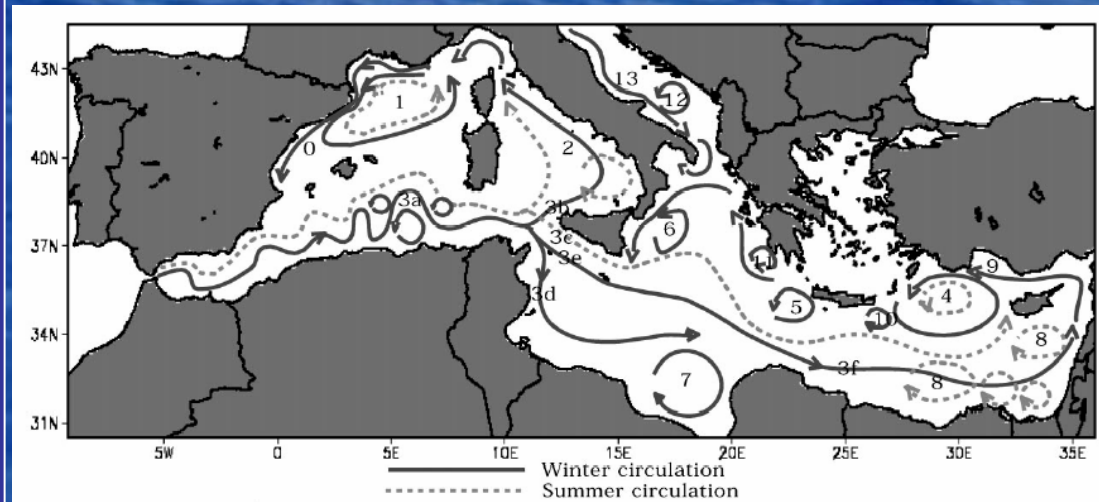 43N
13
12
1
0
2
40N
3a
3b
6
37N
3c
3e
11
9
3d
5
4
10
34N
8
3f
8
7
31N
5W 0 5E 10E 15E 20E 25E 30E 35E
Winter circulation
Summer circulation